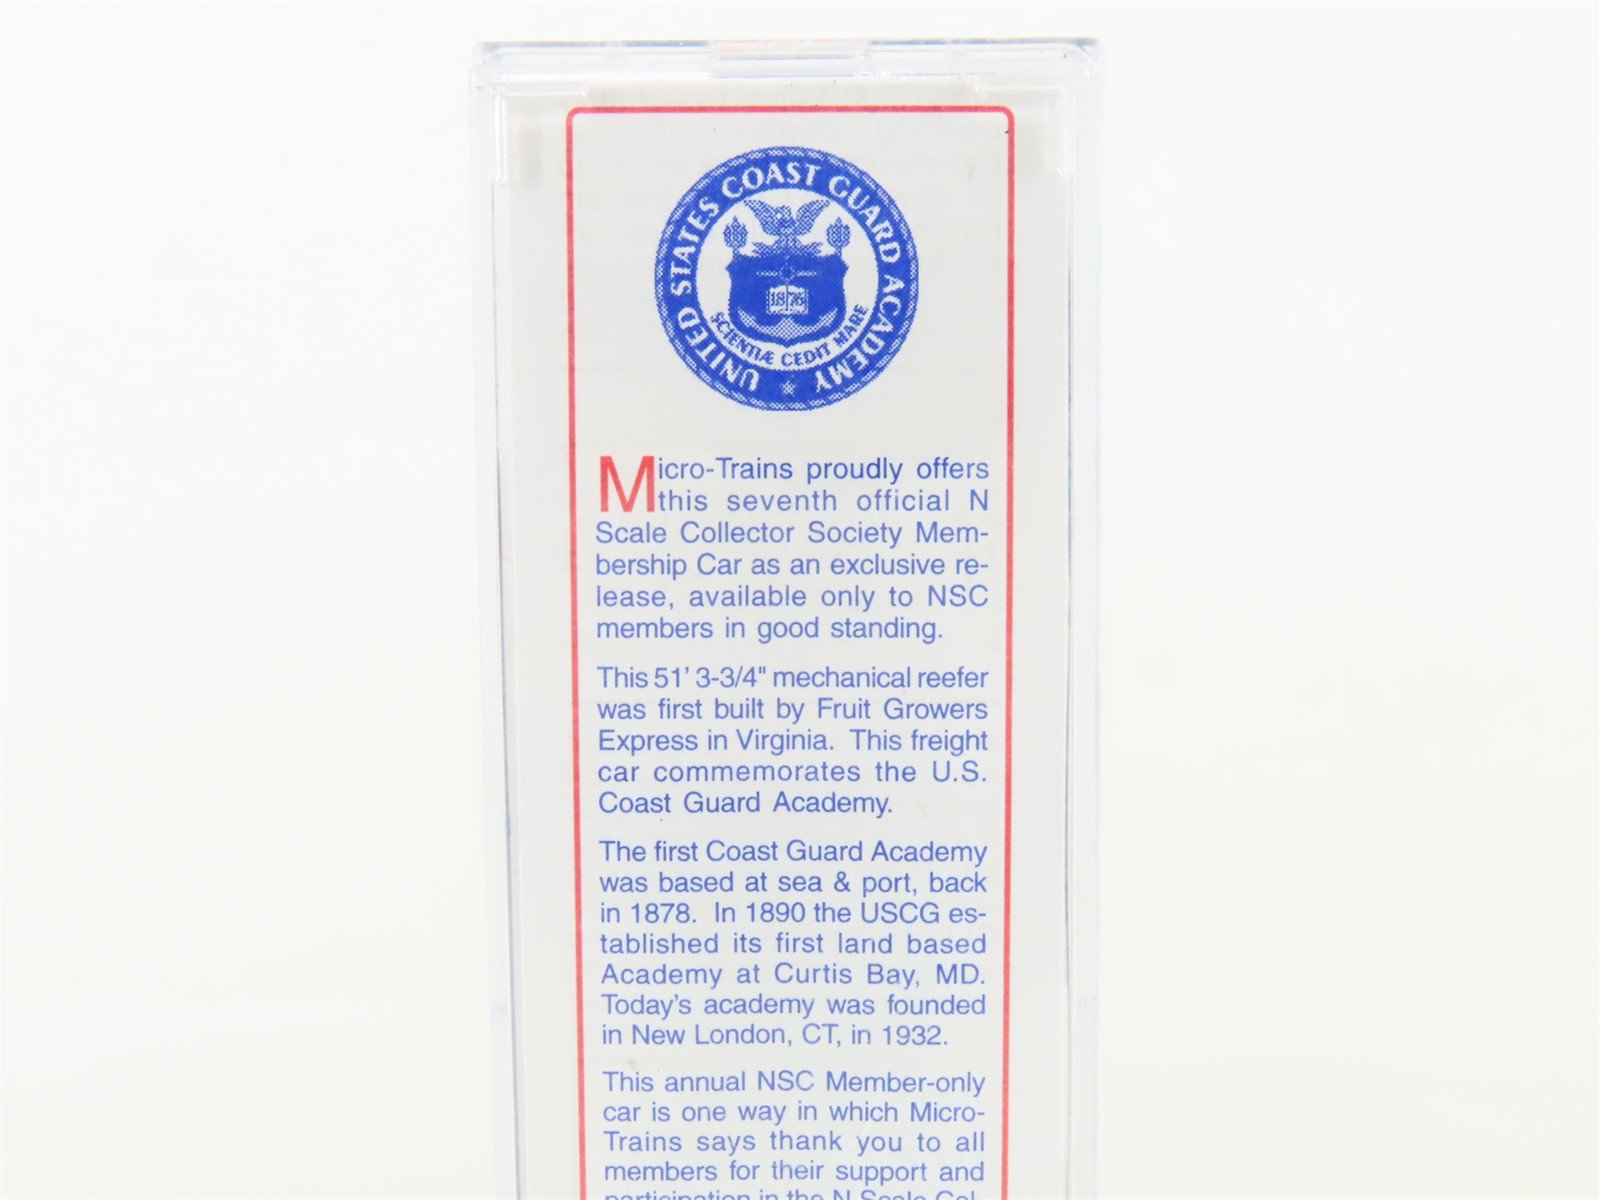 UNITED STATES COAST GUARD ACADEMY
1876
SCIENTIÆ CEDIT MARE
Micro-Trains proudly offers
this seventh official N
Scale Collector Society Mem-
bership Car as an exclusive re-
lease, available only to NSC
members in good standing.
This 51' 3-3/4" mechanical reefer
was first built by Fruit Growers
Express in Virginia. This freight
car commemorates the U.S.
Coast Guard Academy.
The first Coast Guard Academy
was based at sea & port, back
in 1878. In 1890 the USCG es-
tablished its first land based
Academy at Curtis Bay, MD.
Today's academy was founded
in New London, CT, in 1932.
This annual NSC Member-only
car is one way in which Micro-
Trains says thank you to all
members for their support and
participation in the N Scale Col-